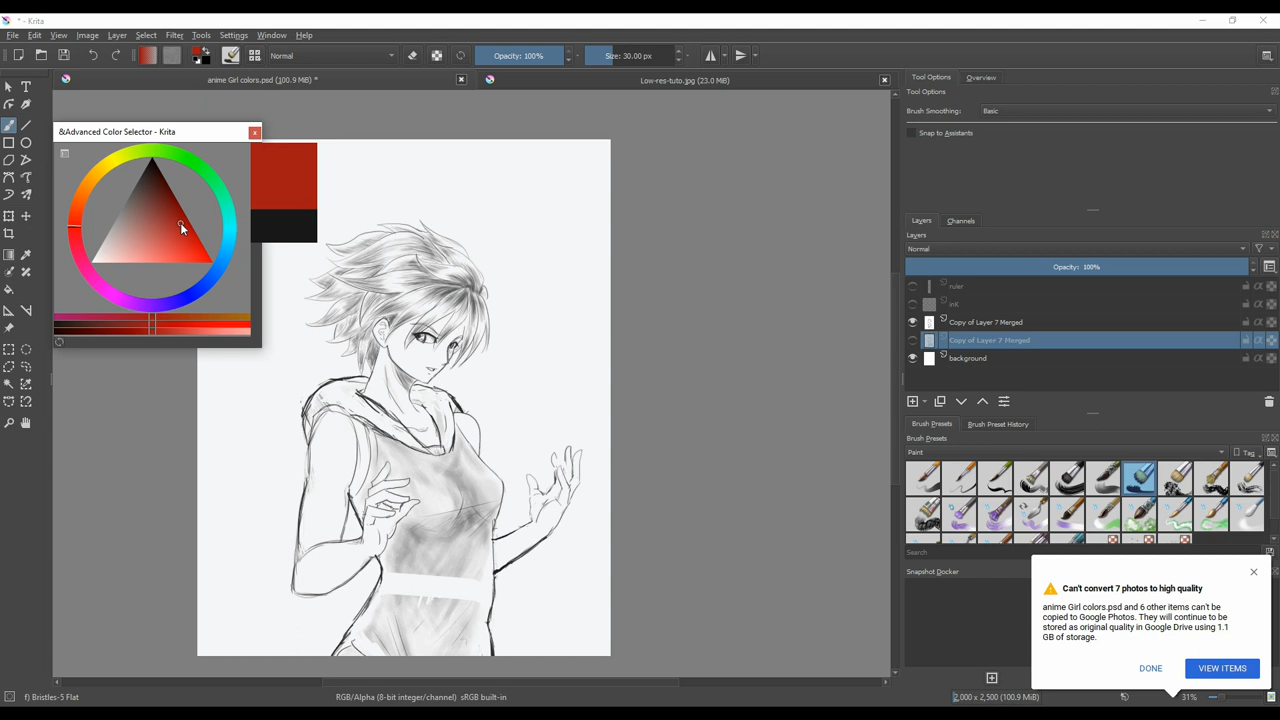 * - Krita
File Edit View Image Layer Select Filter Tools Settings Window Help
Normal Opacity: 100% Size: 30.00 px
anime Girl colors.psd (100.9 MiB) * Low-res-tuto.jpg (23.0 MiB)
&Advanced Color Selector - Krita
Tool Options Overview
Tool Options
Brush Smoothing: Basic
Snap to Assistants
Layers Channels
Layers
Normal
Opacity: 100%
ruler
inK
Copy of Layer 7 Merged
Copy of Layer 7 Merged
background
Brush Presets Brush Preset History
Brush Presets
Paint Tag
Search
Snapshot Docker
Can't convert 7 photos to high quality
anime Girl colors.psd and 6 other items can't be
copied to Google Photos. They will continue to be
stored as original quality in Google Drive using 1.1
GB of storage.
DONE VIEW ITEMS
f) Bristles-5 Flat RGB/Alpha (8-bit integer/channel) sRGB built-in 2,000 x 2,500 (100.9 MiB) 31%